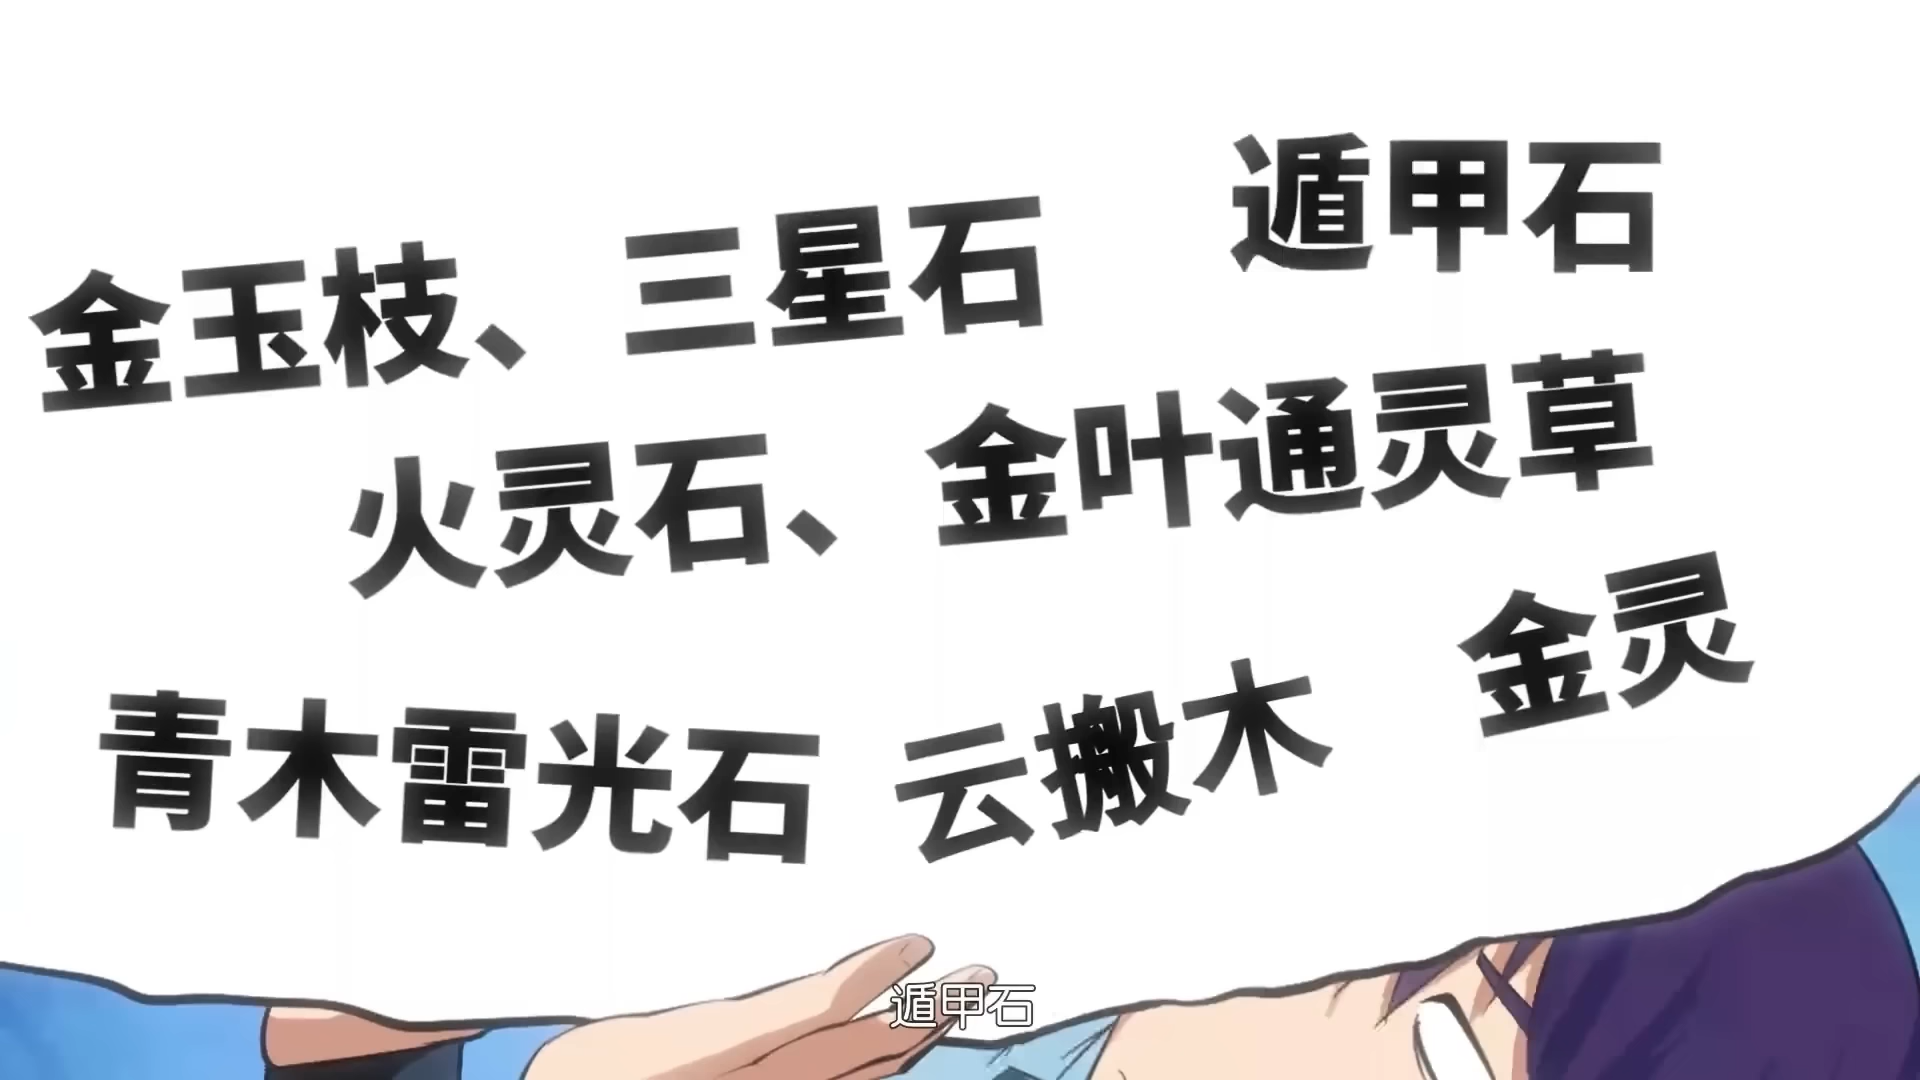 遁甲石
金玉枝、三星石
火灵石、金叶通灵草
金灵
青木雷光石
云搬木
遁甲石